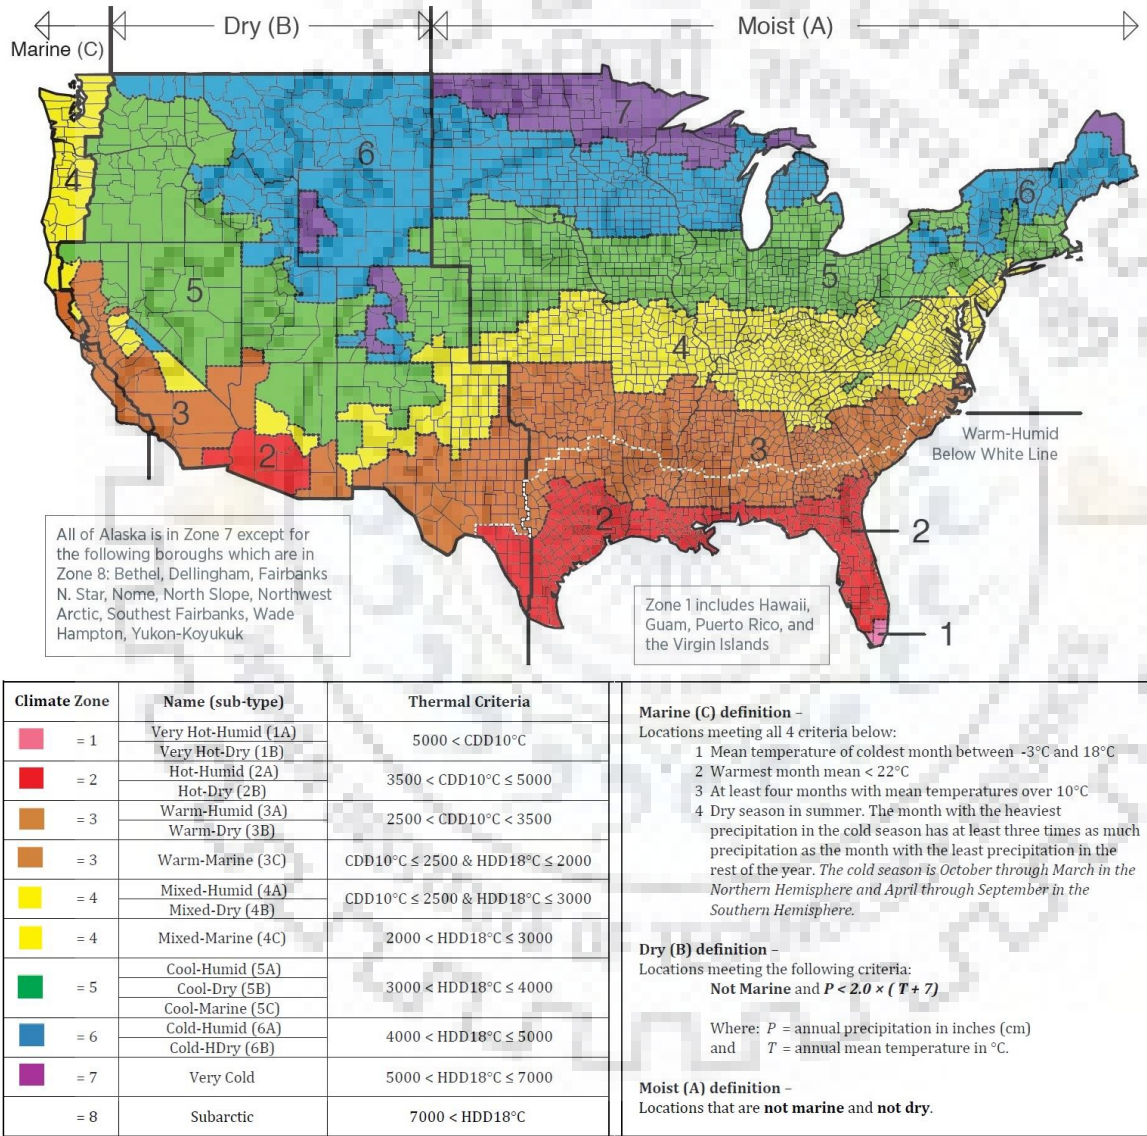 Marine (C)
Dry (B)
Moist (A)
7
6
4
6
5
5
4
3
3
2
2
2
1
Warm-Humid
Below White Line
All of Alaska is in Zone 7 except for
the following boroughs which are in
Zone 8: Bethel, Dellingham, Fairbanks
N. Star, Nome, North Slope, Northwest
Arctic, Southest Fairbanks, Wade
Hampton, Yukon-Koyukuk
Zone 1 includes Hawaii,
Guam, Puerto Rico, and
the Virgin Islands
Climate Zone Name (sub-type) Thermal Criteria
= 1 Very Hot-Humid (1A) 5000 < CDD10°C
Very Hot-Dry (1B)
= 2 Hot-Humid (2A) 3500 < CDD10°C ≤ 5000
Hot-Dry (2B)
= 3 Warm-Humid (3A) 2500 < CDD10°C < 3500
Warm-Dry (3B)
= 3 Warm-Marine (3C) CDD10°C ≤ 2500 & HDD18°C ≤ 2000
= 4 Mixed-Humid (4A) CDD10°C ≤ 2500 & HDD18°C ≤ 3000
Mixed-Dry (4B)
= 4 Mixed-Marine (4C) 2000 < HDD18°C ≤ 3000
= 5 Cool-Humid (5A) 3000 < HDD18°C ≤ 4000
Cool-Dry (5B)
Cool-Marine (5C)
= 6 Cold-Humid (6A) 4000 < HDD18°C ≤ 5000
Cold-HDry (6B)
= 7 Very Cold 5000 < HDD18°C ≤ 7000
= 8 Subarctic 7000 < HDD18°C
Marine (C) definition –
Locations meeting all 4 criteria below:
1 Mean temperature of coldest month between -3°C and 18°C
2 Warmest month mean < 22°C
3 At least four months with mean temperatures over 10°C
4 Dry season in summer. The month with the heaviest
precipitation in the cold season has at least three times as much
precipitation as the month with the least precipitation in the
rest of the year. The cold season is October through March in the
Northern Hemisphere and April through September in the
Southern Hemisphere.
Dry (B) definition –
Locations meeting the following criteria:
Not Marine and P < 2.0 × ( T + 7)
Where: P = annual precipitation in inches (cm)
and T = annual mean temperature in °C.
Moist (A) definition –
Locations that are not marine and not dry.